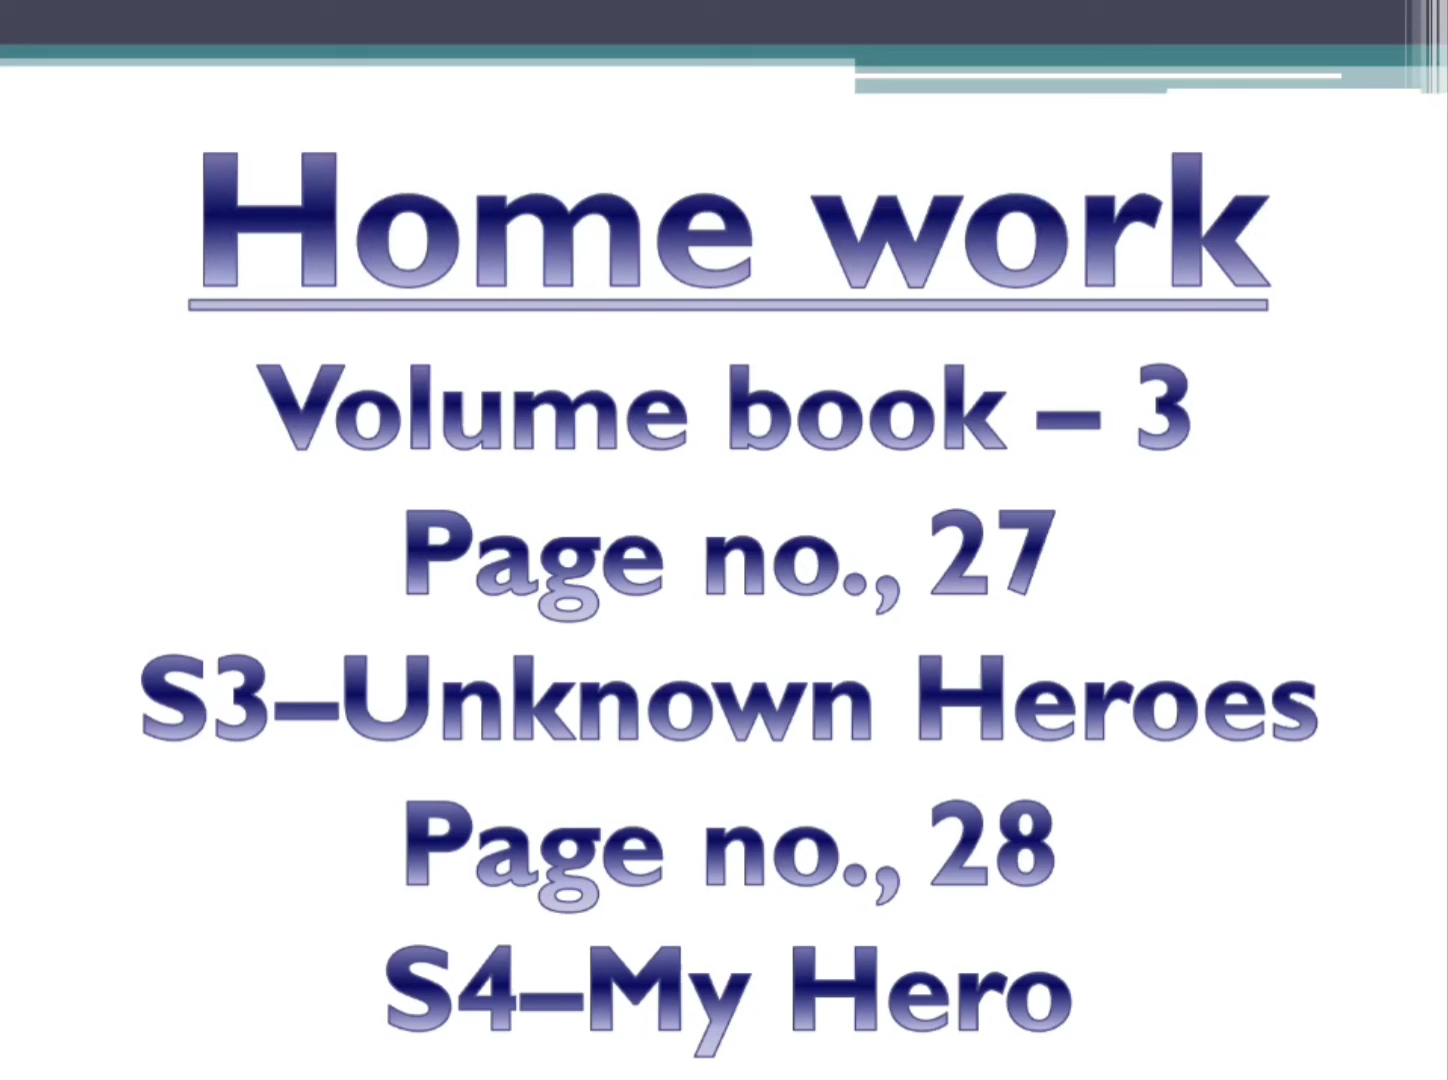 Home work
Volume book – 3
Page no., 27
S3–Unknown Heroes
Page no., 28
S4–My Hero